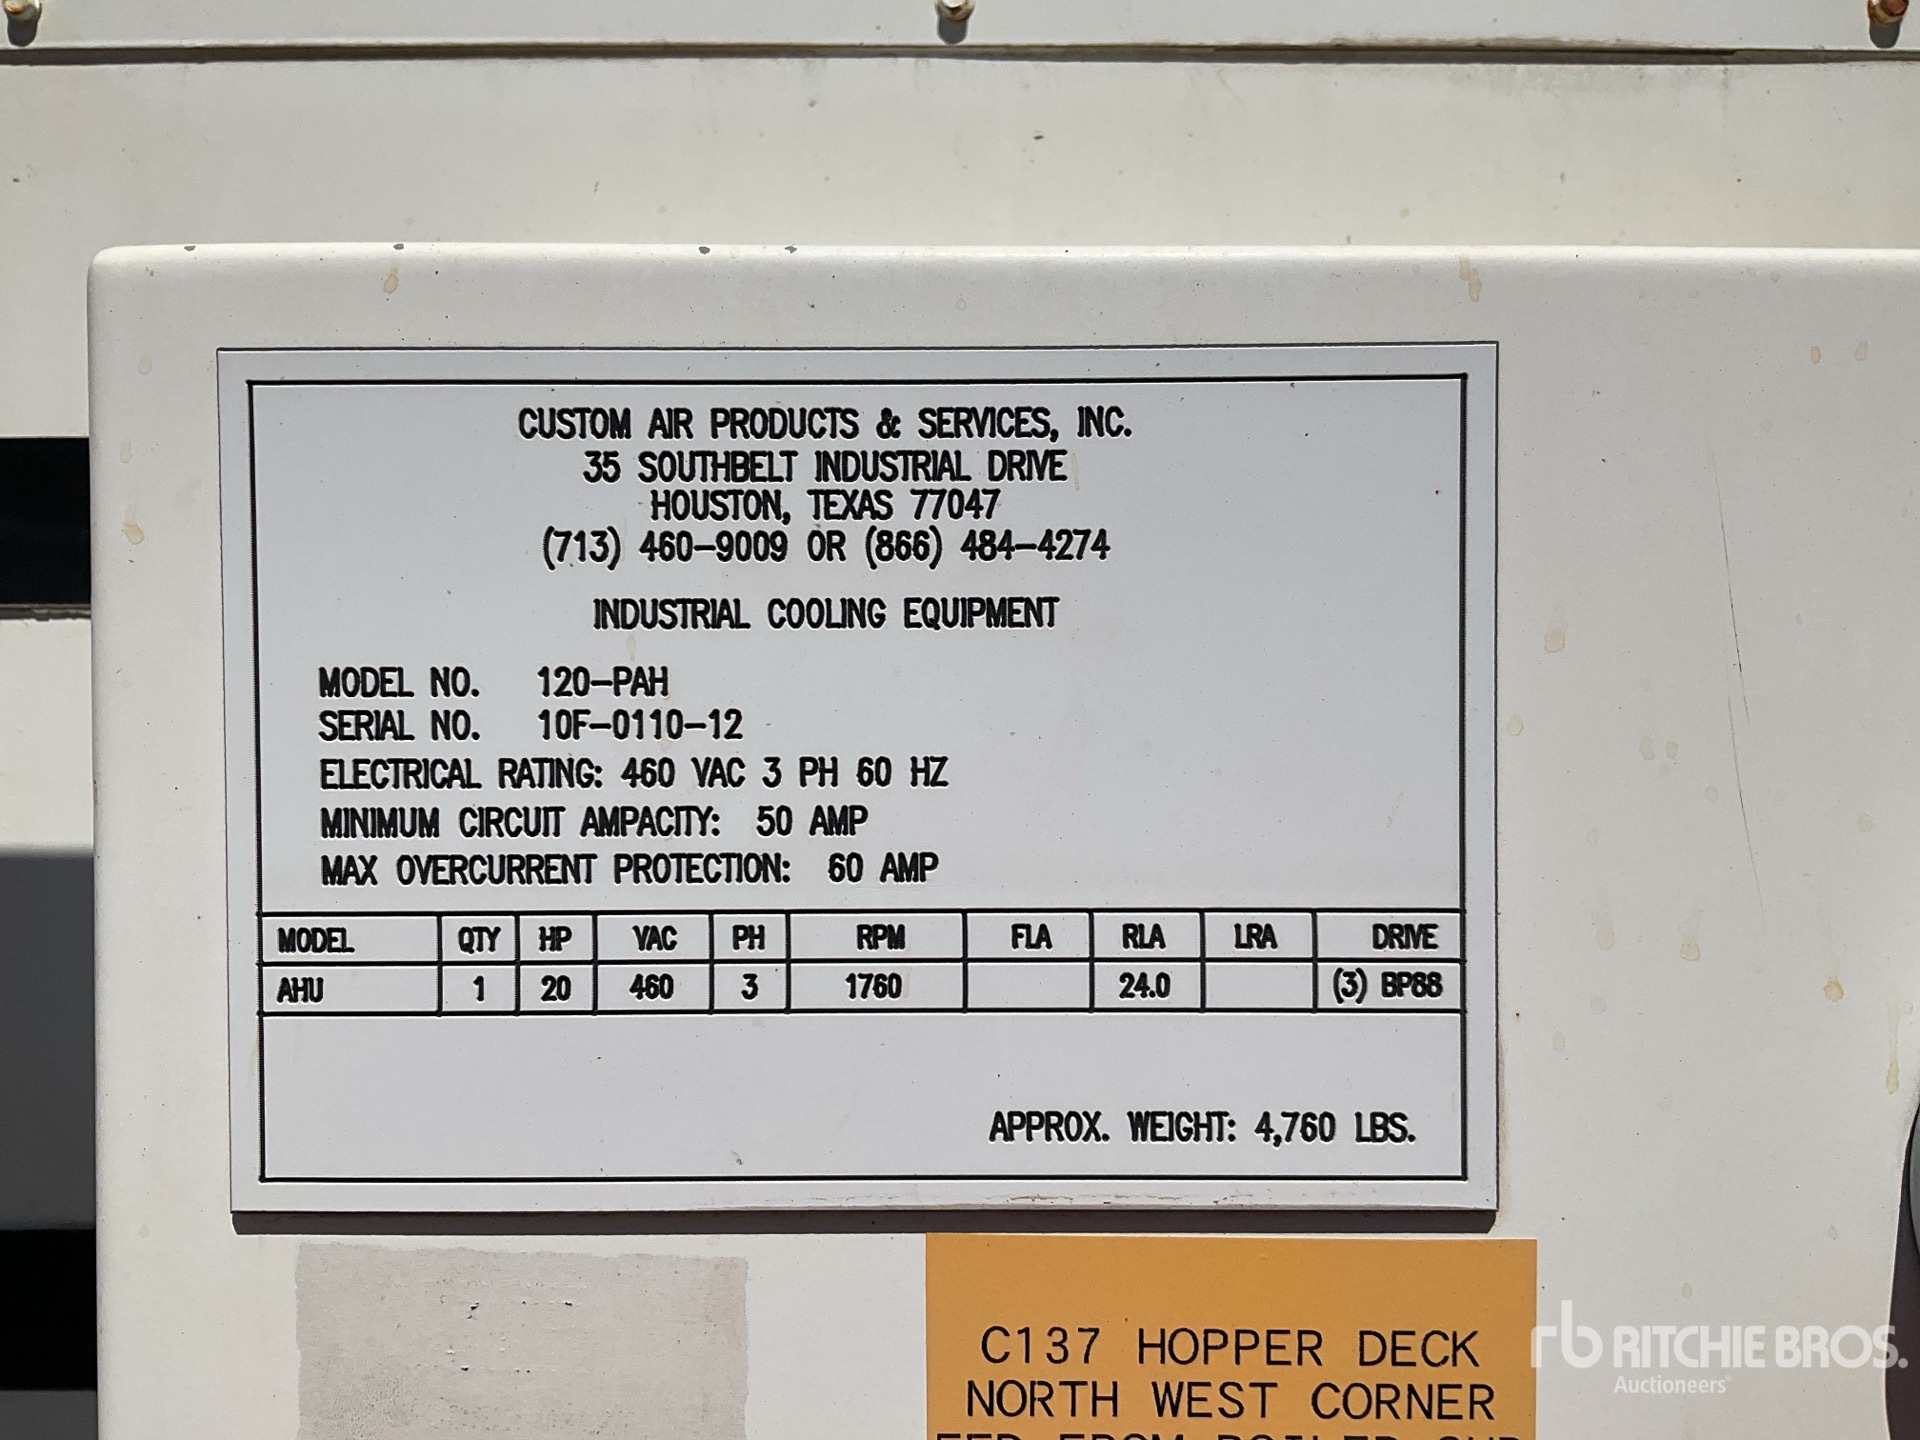 CUSTOM AIR PRODUCTS & SERVICES, INC.
35 SOUTHBELT INDUSTRIAL DRIVE
HOUSTON, TEXAS 77047
(713) 460-9009 OR (866) 484-4274
INDUSTRIAL COOLING EQUIPMENT
MODEL NO. 120-PAH
SERIAL NO. 10F-0110-12
ELECTRICAL RATING: 460 VAC 3 PH 60 HZ
MINIMUM CIRCUIT AMPACITY: 50 AMP
MAX OVERCURRENT PROTECTION: 60 AMP
MODEL QTY HP VAC PH RPM FLA RLA LRA DRIVE
AHU 1 20 460 3 1760 24.0 (3) BP88
APPROX. WEIGHT: 4,760 LBS.
C137 HOPPER DECK
NORTH WEST CORNER
FED FROM BOILER
rb RITCHIE BROS.
Auctioneers